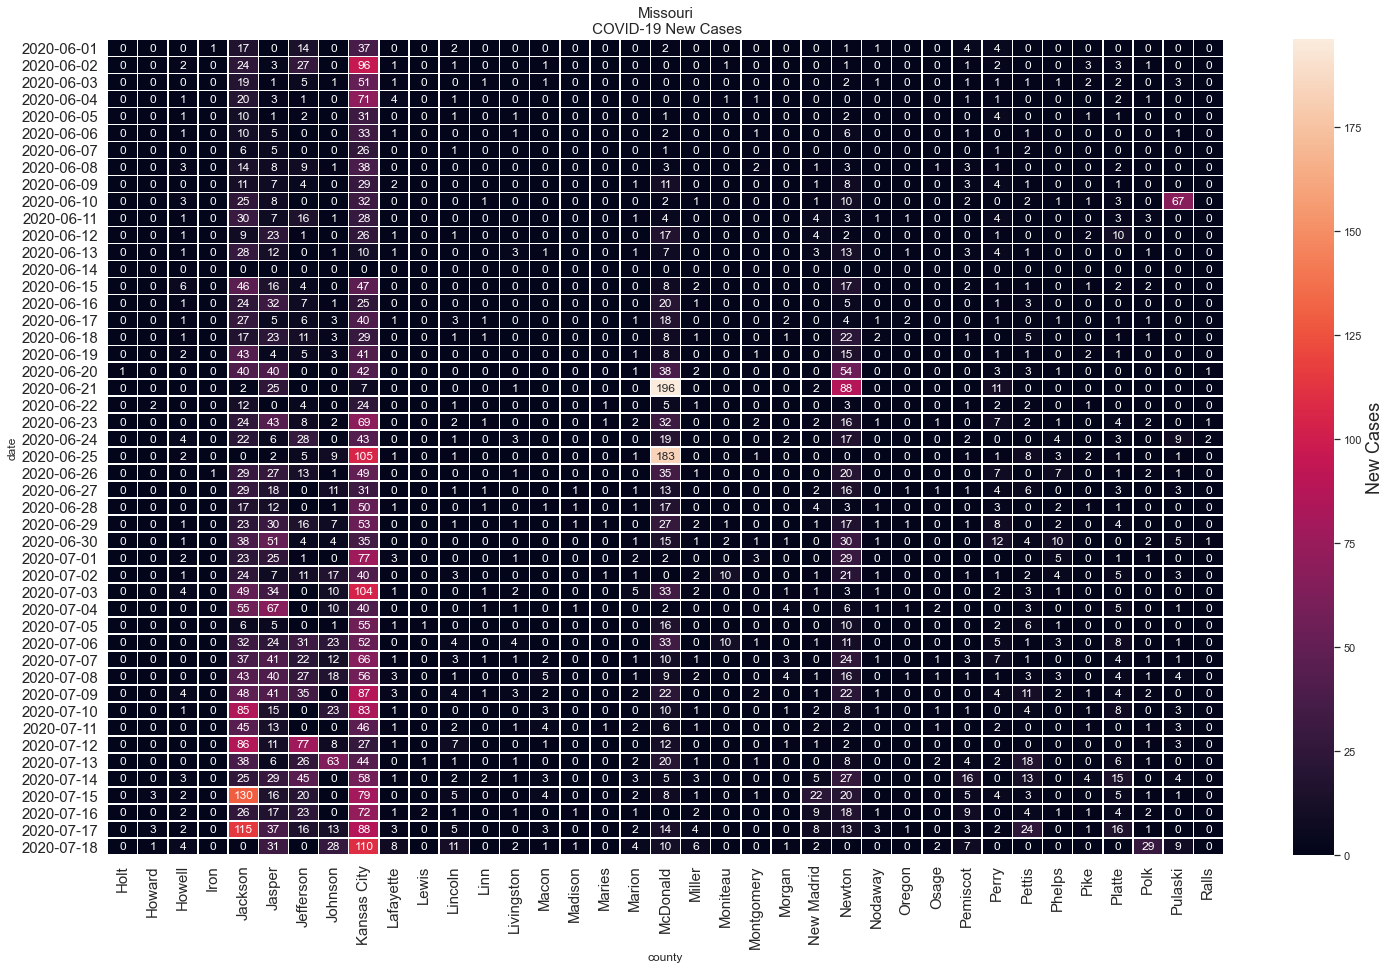 Missouri
COVID-19 New Cases
2020-06-01 0 0 0 1 17 0 14 0 37 0 0 2 0 0 0 0 0 0 2 0 0 0 0 0 1 1 0 0 4 4 0 0 0 0 0 0 0
2020-06-02 0 0 2 0 24 3 27 0 96 1 0 1 0 0 1 0 0 0 0 0 1 0 0 0 1 0 0 0 1 2 0 0 3 3 1 0 0
2020-06-03 0 0 0 0 19 1 5 1 51 1 0 0 1 0 1 0 0 0 0 0 0 0 0 0 2 1 0 0 1 1 1 1 2 2 0 3 0
2020-06-04 0 0 1 0 20 3 1 0 71 4 0 1 0 0 0 0 0 0 0 0 1 1 0 0 0 0 0 0 1 1 0 0 0 2 1 0 0
2020-06-05 0 0 1 0 10 1 2 0 31 0 0 1 0 1 0 0 0 0 1 0 0 0 0 0 2 0 0 0 0 4 0 0 1 1 0 0 0
2020-06-06 0 0 1 0 10 5 0 0 33 1 0 0 0 1 0 0 0 0 2 0 0 1 0 0 6 0 0 0 1 0 1 0 0 0 0 1 0
2020-06-07 0 0 0 0 6 5 0 0 26 0 0 1 0 0 0 0 0 0 1 0 0 0 0 0 0 0 0 0 0 1 2 0 0 0 0 0 0
2020-06-08 0 0 3 0 14 8 9 1 38 0 0 0 0 0 0 0 0 0 3 0 0 2 0 1 3 0 0 1 3 1 0 0 0 2 0 0 0
2020-06-09 0 0 0 0 11 7 4 0 29 2 0 0 0 0 0 0 0 1 11 0 0 0 0 1 8 0 0 0 3 4 1 0 0 1 0 0 0
2020-06-10 0 0 3 0 25 8 0 0 32 0 0 1 0 0 0 0 0 0 2 1 0 0 0 1 10 0 0 0 2 0 2 1 1 3 0 67 0
2020-06-11 0 0 1 0 30 7 16 1 28 0 0 0 0 0 0 0 0 1 4 0 0 0 0 4 3 1 1 0 0 4 0 0 0 3 3 0 0
2020-06-12 0 0 1 0 9 23 1 0 26 1 0 1 0 0 0 0 0 0 17 0 0 0 0 4 2 0 0 0 0 1 0 0 2 10 0 0 0
2020-06-13 0 0 1 0 28 12 0 1 10 1 0 0 0 3 1 0 0 1 7 0 0 0 0 3 13 0 1 0 3 4 1 0 0 0 1 0 0
2020-06-14 0 0 0 0 0 0 0 0 0 0 0 0 0 0 0 0 0 0 0 0 0 0 0 0 0 0 0 0 0 0 0 0 0 0 0 0 0
2020-06-15 0 0 6 0 46 16 4 0 47 0 0 0 0 0 0 0 0 0 8 2 0 0 0 0 17 0 0 0 2 1 1 0 1 2 2 0 0
2020-06-16 0 0 1 0 24 32 7 1 25 0 0 0 0 0 0 0 0 0 20 1 0 0 0 0 5 0 0 0 0 1 3 0 0 0 0 0 0
2020-06-17 0 0 1 0 27 5 6 3 40 1 0 3 1 0 0 0 0 1 18 0 0 0 2 0 4 1 2 0 0 1 0 1 0 1 1 0 0
2020-06-18 0 0 1 0 17 23 11 3 29 0 0 1 1 0 0 0 0 0 8 1 0 0 1 0 22 2 0 0 1 0 5 0 0 1 1 0 0
2020-06-19 0 0 2 0 43 4 5 3 41 0 0 0 0 0 0 0 0 1 8 0 0 1 0 0 15 0 0 0 0 1 1 0 2 1 0 0 0
2020-06-20 1 0 0 0 40 40 0 0 42 0 0 0 0 0 0 0 0 1 38 2 0 0 0 0 54 0 0 0 0 3 3 1 0 0 0 0 1
2020-06-21 0 0 0 0 2 25 0 0 7 0 0 0 0 1 0 0 0 0 196 0 0 0 0 2 88 0 0 0 0 11 0 0 0 0 0 0 0
2020-06-22 0 2 0 0 12 0 4 0 24 0 0 1 0 0 0 0 1 0 5 1 0 0 0 0 3 0 0 0 1 2 2 0 1 0 0 0 0
2020-06-23 0 0 0 0 24 43 8 2 69 0 0 2 1 0 0 0 1 2 32 0 0 2 0 2 16 1 0 1 0 7 2 1 0 4 2 0 1
2020-06-24 0 0 4 0 22 6 28 0 43 0 0 1 0 3 0 0 0 0 19 0 0 0 2 0 17 0 0 0 2 0 0 4 0 3 0 9 2
2020-06-25 0 0 2 0 0 2 5 9 105 1 0 1 0 0 0 0 0 1 183 0 0 1 0 0 0 0 0 0 1 1 8 3 2 1 0 1 0
2020-06-26 0 0 0 1 29 27 13 1 49 0 0 0 0 1 0 0 0 0 35 1 0 0 0 0 20 0 0 0 0 7 0 7 0 1 2 1 0
2020-06-27 0 0 0 0 29 18 0 11 31 0 0 1 1 0 0 1 0 1 13 0 0 0 0 2 16 0 1 1 1 4 6 0 0 3 0 3 0
2020-06-28 0 0 0 0 17 12 0 1 50 1 0 0 1 0 1 1 0 1 17 0 0 0 0 4 3 1 0 0 0 3 0 2 1 1 0 0 0
2020-06-29 0 0 1 0 23 30 16 7 53 0 0 1 0 1 0 1 1 0 27 2 1 0 0 1 17 1 1 0 1 8 0 2 0 4 0 0 0
2020-06-30 0 0 1 0 38 51 4 4 35 0 0 0 0 0 0 0 0 1 15 1 2 1 0 1 30 0 1 0 0 12 4 10 0 0 2 5 1
2020-07-01 0 0 2 0 23 25 1 0 77 3 0 0 0 1 0 0 0 2 2 0 0 3 0 0 29 0 0 0 0 0 0 5 0 1 1 0 0
2020-07-02 0 0 1 0 24 7 11 17 40 0 0 3 0 0 0 0 1 1 0 2 10 0 0 1 21 1 0 0 1 1 2 4 0 5 0 3 0
2020-07-03 0 0 4 0 49 34 0 10 104 1 0 0 1 2 0 0 0 5 33 2 0 0 1 1 3 1 0 0 0 2 3 1 0 0 0 0 0
2020-07-04 0 0 0 0 55 67 0 10 40 0 0 0 1 1 0 1 0 0 2 0 0 0 4 0 6 1 1 2 0 0 3 0 0 5 0 1 0
2020-07-05 0 0 0 0 6 5 0 1 55 1 1 0 0 0 0 0 0 0 16 0 0 0 0 0 10 0 0 0 0 2 6 1 0 0 0 0 0
2020-07-06 0 0 0 0 32 24 31 23 52 0 0 4 0 4 0 0 0 0 33 0 10 1 0 1 11 0 0 0 0 5 1 3 0 8 0 1 0
2020-07-07 0 0 0 0 37 41 22 12 66 1 0 3 1 1 2 0 0 1 10 1 0 0 3 0 24 1 0 1 3 7 1 0 0 4 1 1 0
2020-07-08 0 0 0 0 43 40 27 18 56 3 0 1 0 0 5 0 0 1 9 2 0 0 4 1 16 0 1 1 1 1 3 3 0 4 1 4 0
2020-07-09 0 0 4 0 48 41 35 0 87 3 0 4 1 3 2 0 0 2 22 0 0 2 0 1 22 1 0 0 0 4 11 2 1 4 2 0 0
2020-07-10 0 0 1 0 85 15 0 23 83 1 0 0 0 0 3 0 0 0 10 1 0 0 1 2 8 1 0 1 1 0 4 0 1 8 0 3 0
2020-07-11 0 0 0 0 45 13 0 0 46 1 0 2 0 1 4 0 1 2 6 1 0 0 0 2 2 0 0 1 0 2 0 0 1 0 1 3 0
2020-07-12 0 0 0 0 86 11 77 8 27 1 0 7 0 0 1 0 0 0 12 0 0 0 1 1 2 0 0 0 0 0 0 0 0 0 1 3 0
2020-07-13 0 0 0 0 38 6 26 63 44 0 1 1 0 1 0 0 0 2 20 1 0 1 0 0 8 0 0 2 4 2 18 0 0 6 1 0 0
2020-07-14 0 0 3 0 25 29 45 0 58 1 0 2 2 1 3 0 0 3 5 3 0 0 0 5 27 1 0 0 16 0 13 0 4 15 0 4 0
2020-07-15 0 3 2 0 130 16 20 0 79 0 0 5 0 0 4 0 0 2 8 1 0 1 0 22 20 0 0 0 5 4 3 0 0 5 1 1 0
2020-07-16 0 0 2 0 26 17 23 0 72 1 2 1 0 1 0 1 0 0 2 0 0 0 0 9 18 1 0 0 9 0 4 1 1 4 2 0 0
2020-07-17 0 3 2 0 115 37 16 13 88 3 0 5 0 0 3 0 0 2 14 4 0 0 0 8 13 3 1 0 3 2 24 0 0 16 1 0 0
2020-07-18 0 1 4 0 0 31 0 28 110 8 0 11 0 2 1 1 0 4 10 6 0 0 1 2 0 0 0 2 7 0 0 0 0 0 29 9 0
Holt Howard Howell Iron Jackson Jasper Jefferson Johnson Kansas City Lafayette Lewis Lincoln Linn Livingston Macon Madison Maries Marion McDonald Miller Moniteau Montgomery Morgan New Madrid Newton Nodaway Oregon Osage Pemiscot Perry Pettis Phelps Pike Platte Polk Pulaski Ralls
county
date
175
150
125
100
75
50
25
0
New Cases